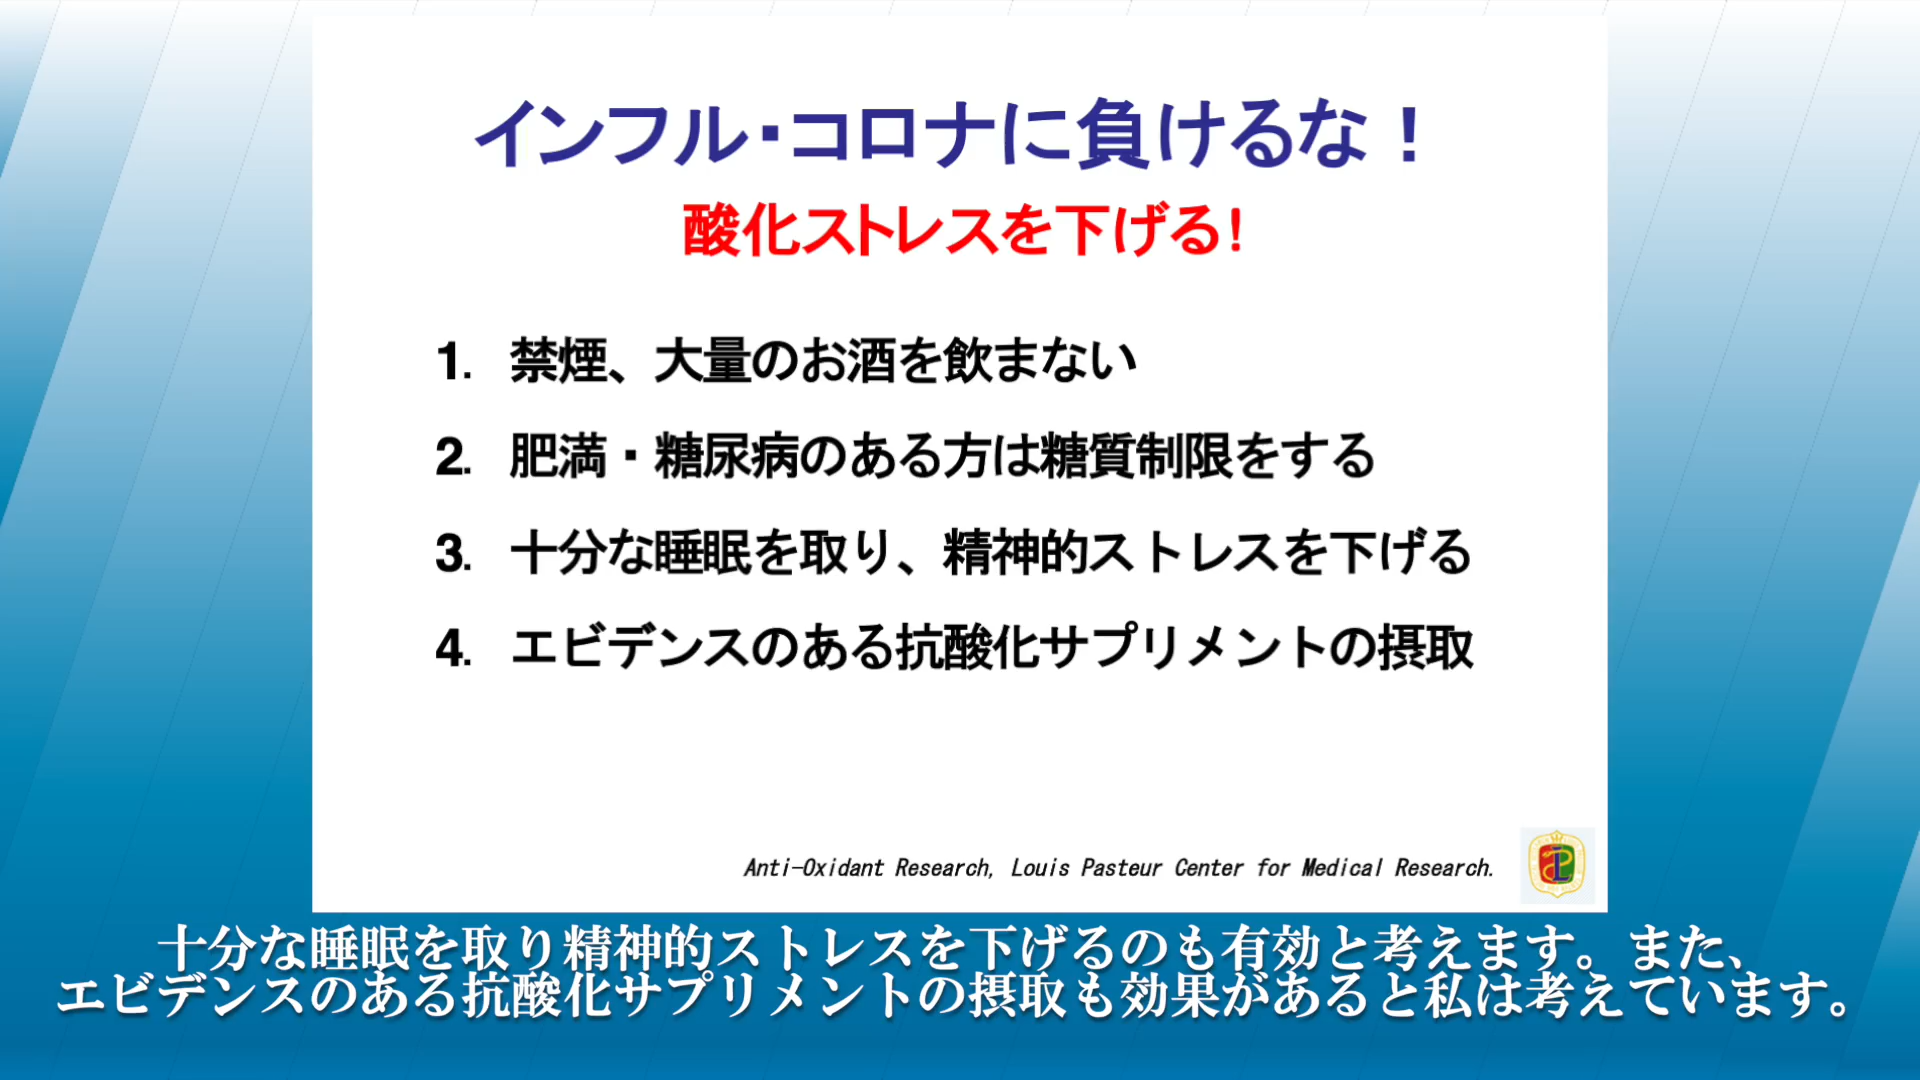 インフル・コロナに負けるな！
酸化ストレスを下げる！
1. 禁煙、大量のお酒を飲まない
2. 肥満・糖尿病のある方は糖質制限をする
3. 十分な睡眠を取り、精神的ストレスを下げる
4. エビデンスのある抗酸化サプリメントの摂取
Anti-Oxidant Research, Louis Pasteur Center for Medical Research.
十分な睡眠を取り精神的ストレスを下げるのも有効と考えます。また、
エビデンスのある抗酸化サプリメントの摂取も効果があると私は考えています。